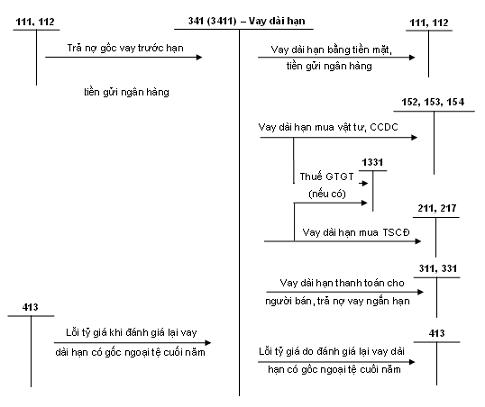 111, 112
341 (3411) – Vay dài hạn
111, 112
Trả nợ gốc vay trước hạn
tiền gửi ngân hàng
Vay dài hạn bằng tiền mặt,
tiền gửi ngân hàng
152, 153, 154
Vay dài hạn mua vật tư, CCDC
1331
Thuế GTGT
(nếu có)
211, 217
Vay dài hạn mua TSCĐ
311, 331
Vay dài hạn thanh toán cho
người bán, trả nợ vay ngắn hạn
413
Lỗi tỷ giá khi đánh giá lại vay
dài hạn có gốc ngoại tệ cuối năm
413
Lỗi tỷ giá do đánh giá lại vay dài
hạn có gốc ngoại tệ cuối năm